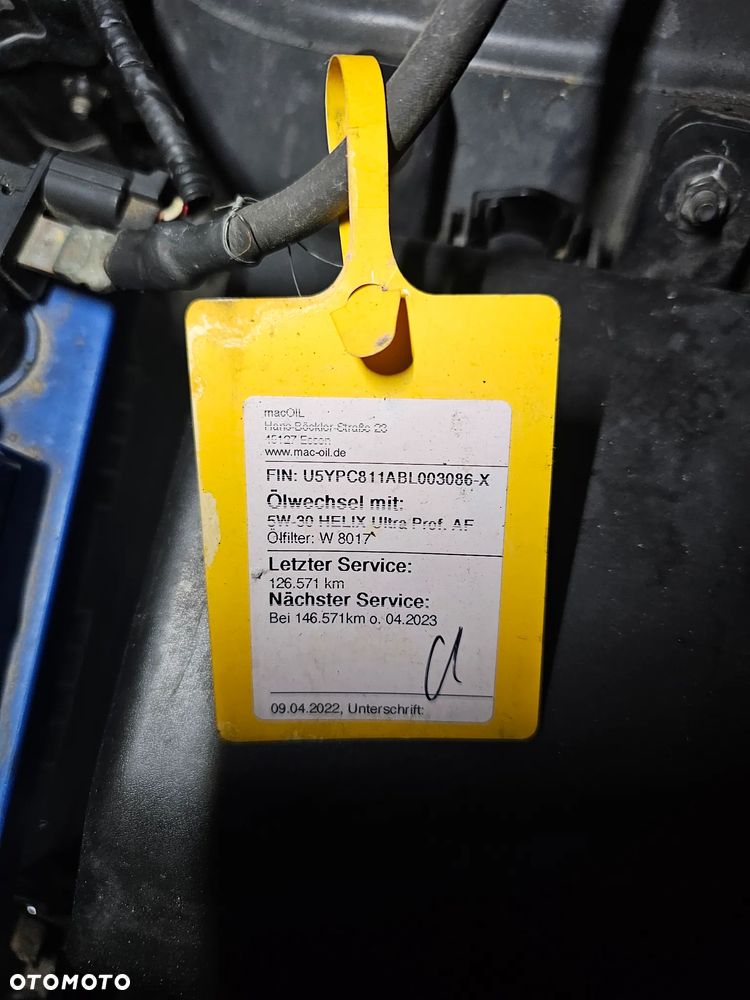 macOIL
Hans-Böckler-Straße 23
45127 Essen
www.mac-oil.de
FIN: U5YPC811ABL003086-X
Ölwechsel mit:
5W-30 HELIX Ultra Prof. AF
Ölfilter: W 8017
Letzter Service:
126.571 km
Nächster Service:
Bei 146.571km o. 04.2023
09.04.2022, Unterschrift:
OTOMOTO